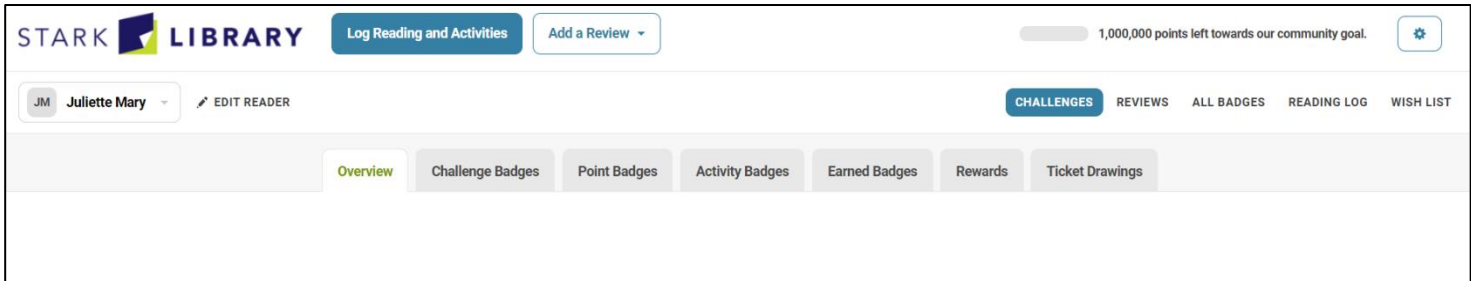 STARK LIBRARY Log Reading and Activities Add a Review 1,000,000 points left towards our community goal.
JM Juliette Mary EDIT READER CHALLENGES REVIEWS ALL BADGES READING LOG WISH LIST
Overview Challenge Badges Point Badges Activity Badges Earned Badges Rewards Ticket Drawings